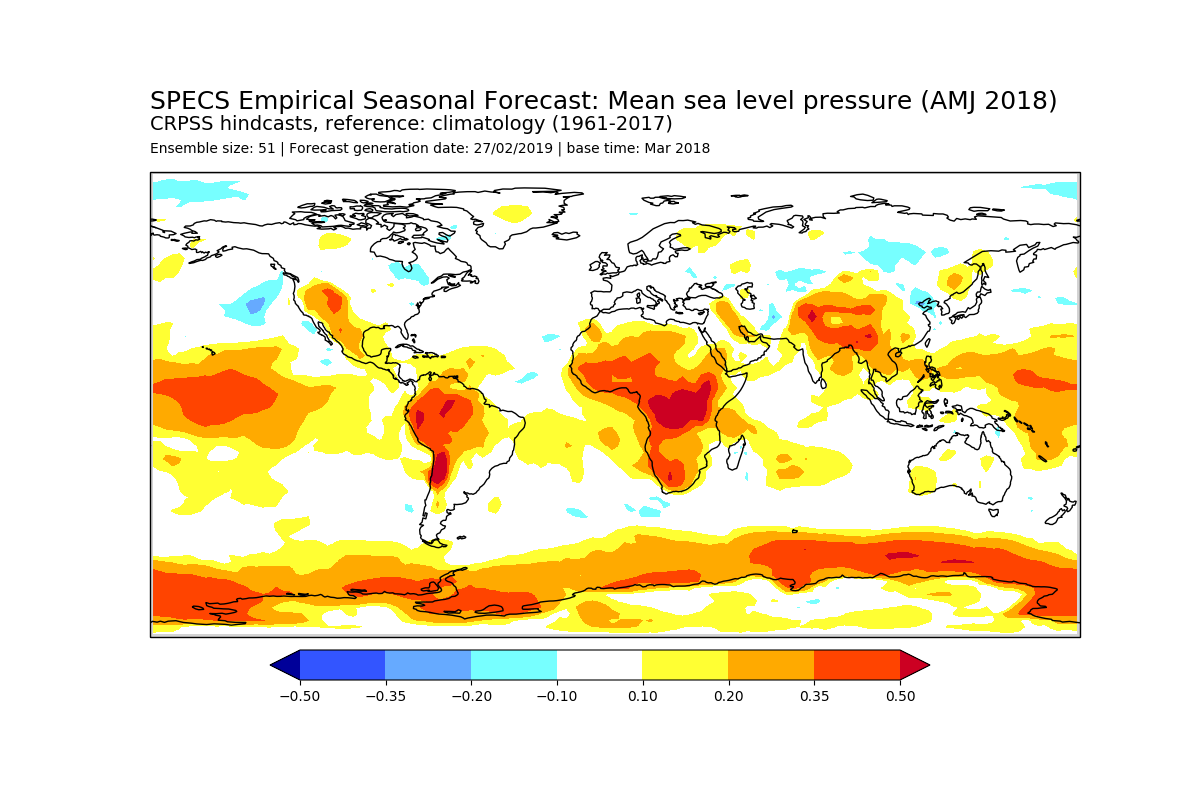 SPECS Empirical Seasonal Forecast: Mean sea level pressure (AMJ 2018)
CRPSS hindcasts, reference: climatology (1961-2017)
Ensemble size: 51 | Forecast generation date: 27/02/2019 | base time: Mar 2018
−0.50 −0.35 −0.20 −0.10 0.10 0.20 0.35 0.50